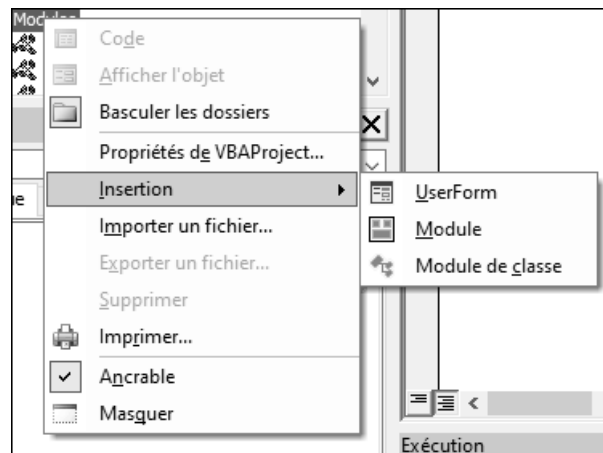 Modules
Code
Afficher l'objet
Basculer les dossiers
Propriétés de VBAProject...
Insertion
UserForm
Importer un fichier...
Module
Exporter un fichier...
Module de classe
Supprimer
Imprimer...
Ancrable
Masquer
Exécution